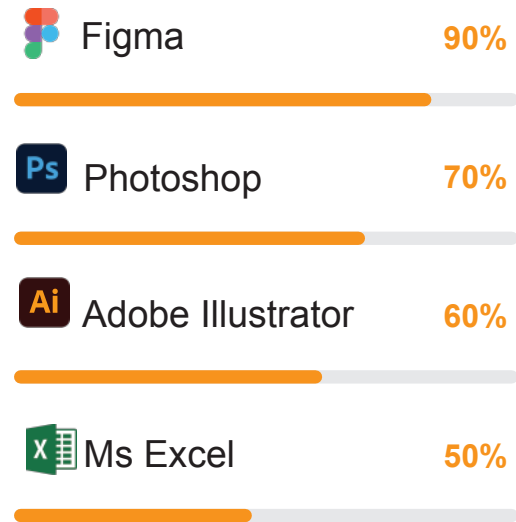 Figma 90%
Ps Photoshop 70%
Ai Adobe Illustrator 60%
X Ms Excel 50%